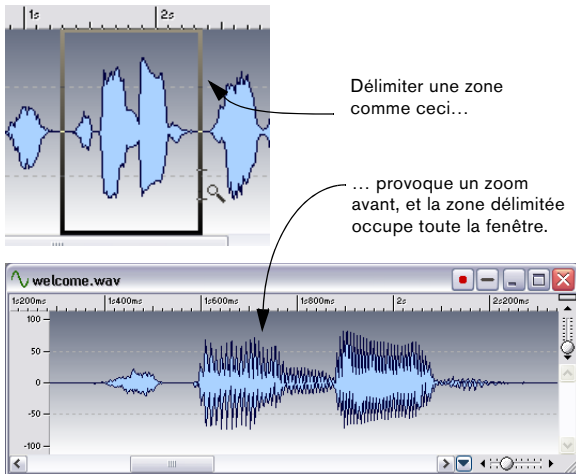 1s 2s
Délimiter une zone
comme ceci…
… provoque un zoom
avant, et la zone délimitée
occupe toute la fenêtre.
welcome.wav
1s200ms 1s400ms 1s600ms 1s800ms 2s 2s200ms
100
50
0
-50
-100